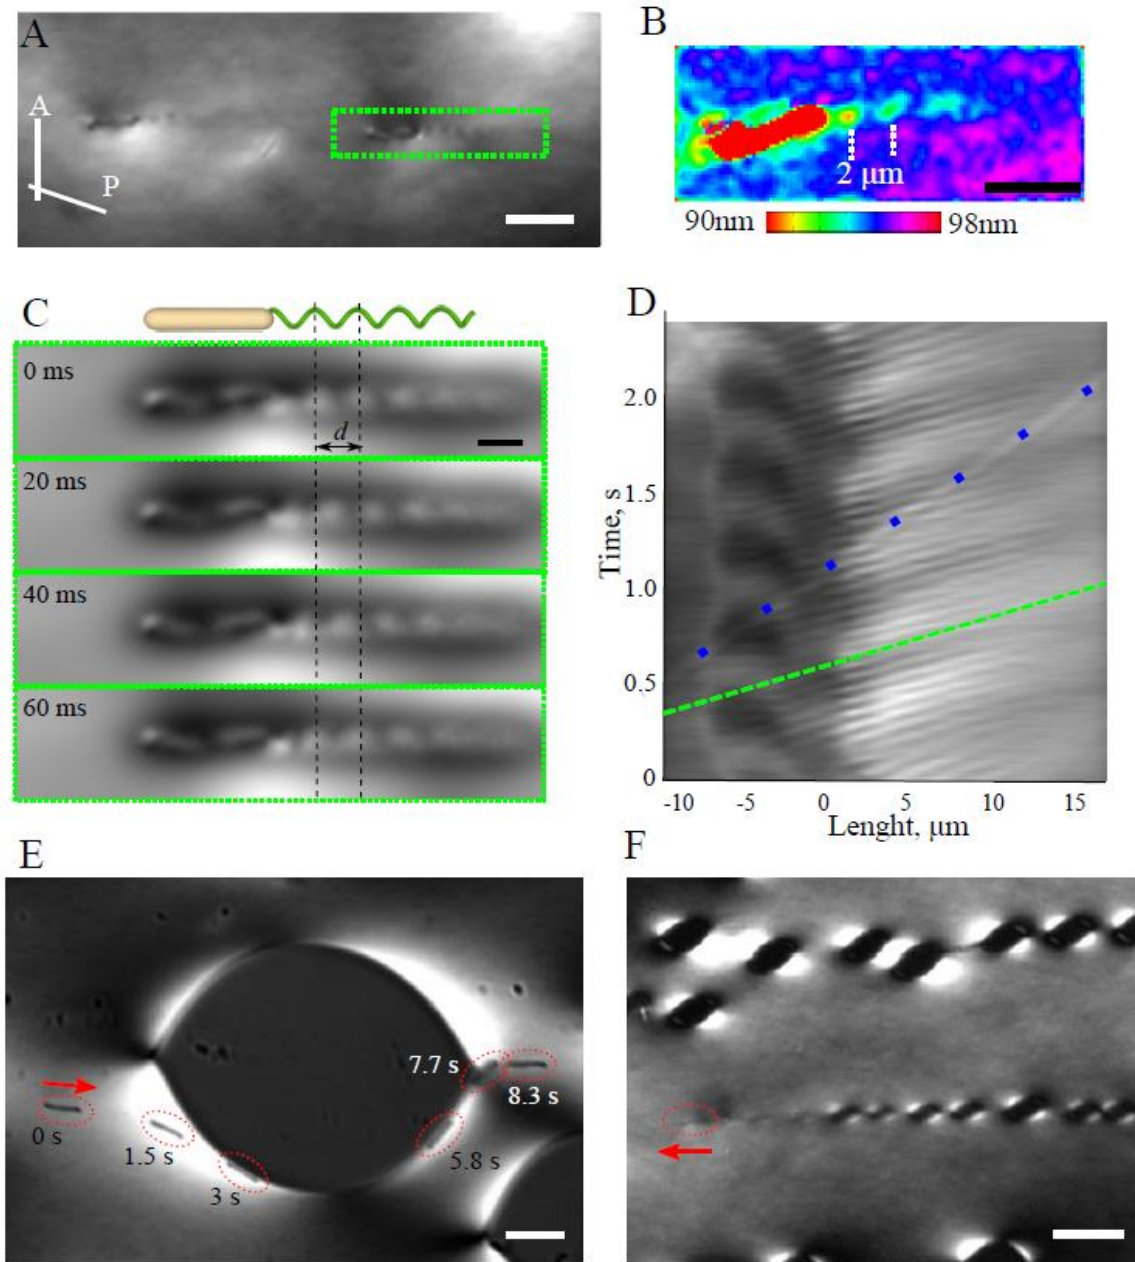 A
A
P
B
2 μm
90nm
98nm
C
0 ms
d
20 ms
40 ms
60 ms
D
2.0
1.5
1.0
0.5
0
Time, s
-10
-5
0
5
10
15
Lenght, μm
E
0 s
1.5 s
3 s
5.8 s
7.7 s
8.3 s
F